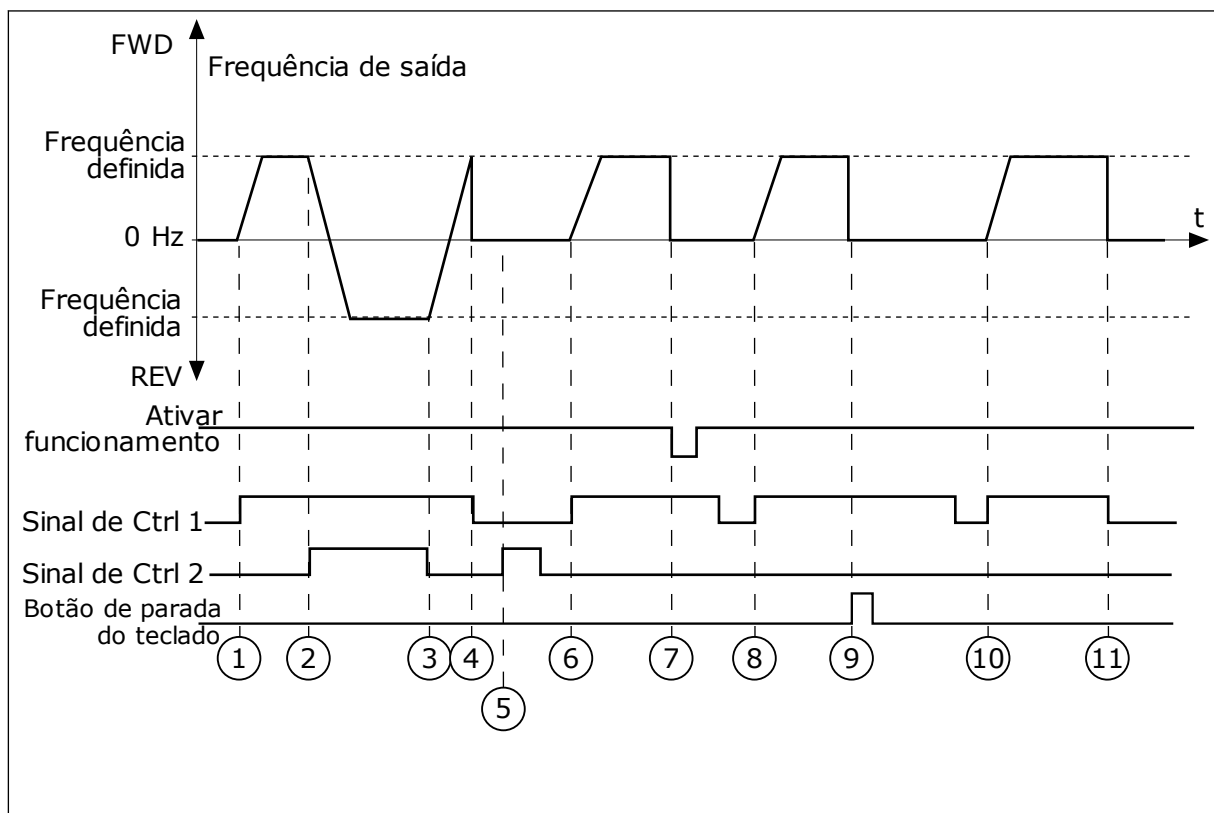 FWD
Frequência de saída
Frequência
definida
0 Hz
t
Frequência
definida
REV
Ativar
funcionamento
Sinal de Ctrl 1
Sinal de Ctrl 2
Botão de parada
do teclado
1 2 3 4 6 7 8 9 10 11
5